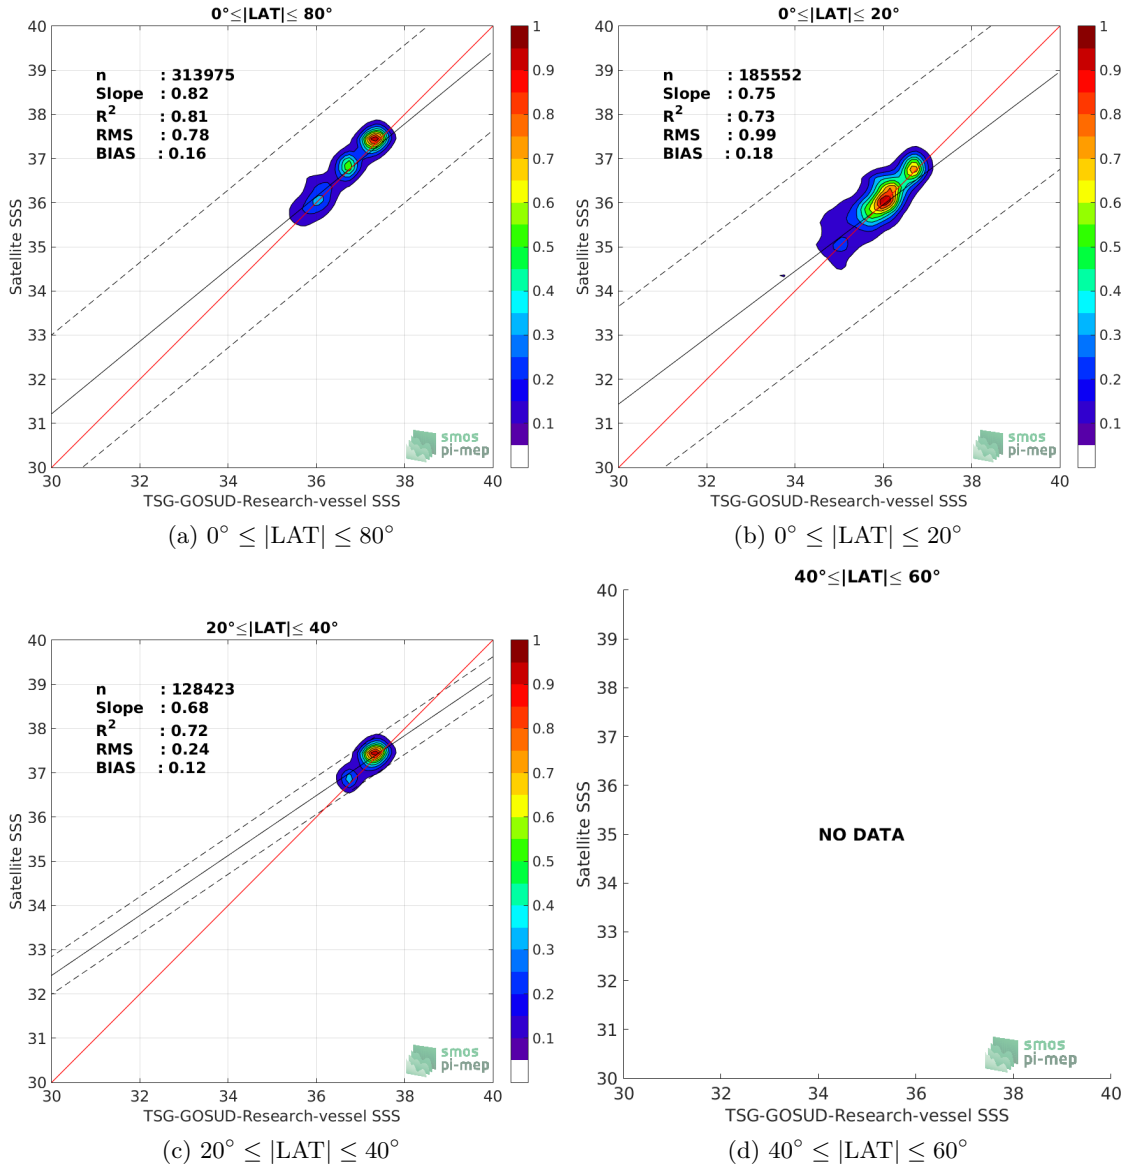 0°≤|LAT|≤ 80°
40
39
38
37
36
35
34
33
32
31
30
Satellite SSS
n : 313975
Slope : 0.82
R² : 0.81
RMS : 0.78
BIAS : 0.16
1
0.9
0.8
0.7
0.6
0.5
0.4
0.3
0.2
0.1
smos
pi-mep
30 32 34 36 38 40
TSG-GOSUD-Research-vessel SSS
(a) 0° ≤ |LAT| ≤ 80°
0°≤|LAT|≤ 20°
40
39
38
37
36
35
34
33
32
31
30
Satellite SSS
n : 185552
Slope : 0.75
R² : 0.73
RMS : 0.99
BIAS : 0.18
1
0.9
0.8
0.7
0.6
0.5
0.4
0.3
0.2
0.1
smos
pi-mep
30 32 34 36 38 40
TSG-GOSUD-Research-vessel SSS
(b) 0° ≤ |LAT| ≤ 20°
20°≤|LAT|≤ 40°
40
39
38
37
36
35
34
33
32
31
30
Satellite SSS
n : 128423
Slope : 0.68
R² : 0.72
RMS : 0.24
BIAS : 0.12
1
0.9
0.8
0.7
0.6
0.5
0.4
0.3
0.2
0.1
smos
pi-mep
30 32 34 36 38 40
TSG-GOSUD-Research-vessel SSS
(c) 20° ≤ |LAT| ≤ 40°
40°≤|LAT|≤ 60°
40
39
38
37
36
35
34
33
32
31
30
Satellite SSS
NO DATA
smos
pi-mep
30 32 34 36 38 40
TSG-GOSUD-Research-vessel SSS
(d) 40° ≤ |LAT| ≤ 60°